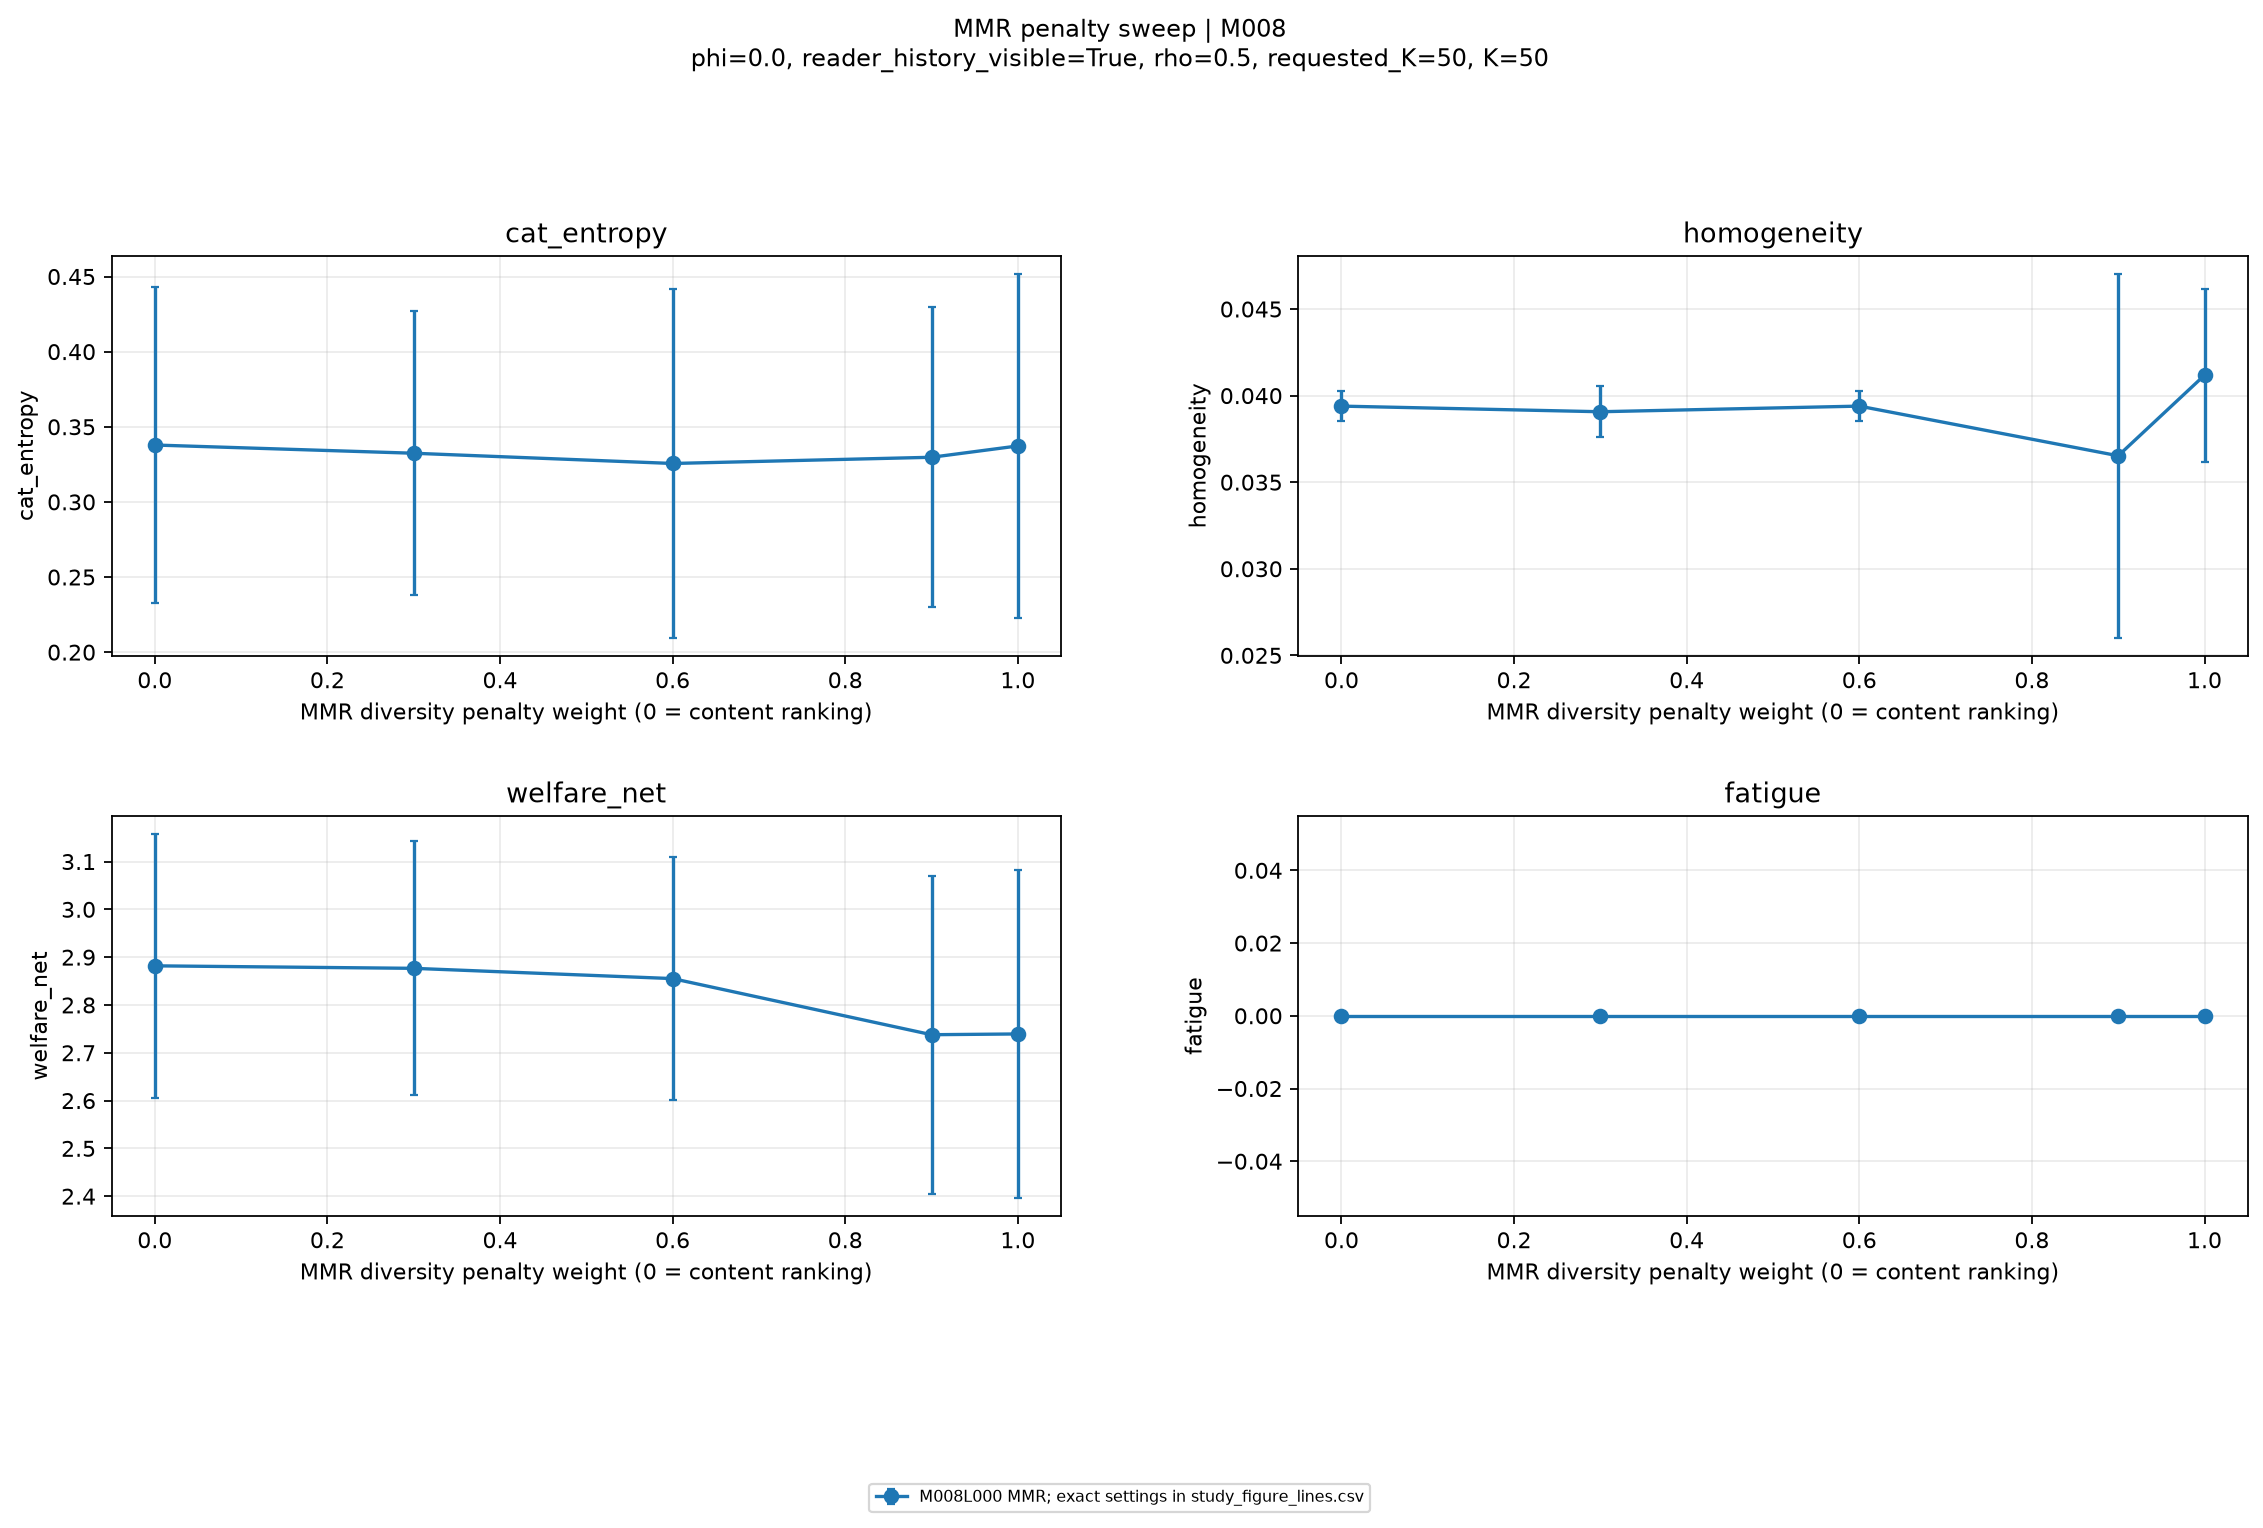 MMR penalty sweep | M008
phi=0.0, reader_history_visible=True, rho=0.5, requested_K=50, K=50
cat_entropy
cat_entropy
0.45
0.40
0.35
0.30
0.25
0.20
0.0 0.2 0.4 0.6 0.8 1.0
MMR diversity penalty weight (0 = content ranking)
homogeneity
homogeneity
0.045
0.040
0.035
0.030
0.025
0.0 0.2 0.4 0.6 0.8 1.0
MMR diversity penalty weight (0 = content ranking)
welfare_net
welfare_net
3.1
3.0
2.9
2.8
2.7
2.6
2.5
2.4
0.0 0.2 0.4 0.6 0.8 1.0
MMR diversity penalty weight (0 = content ranking)
fatigue
fatigue
0.04
0.02
0.00
−0.02
−0.04
0.0 0.2 0.4 0.6 0.8 1.0
MMR diversity penalty weight (0 = content ranking)
M008L000 MMR; exact settings in study_figure_lines.csv